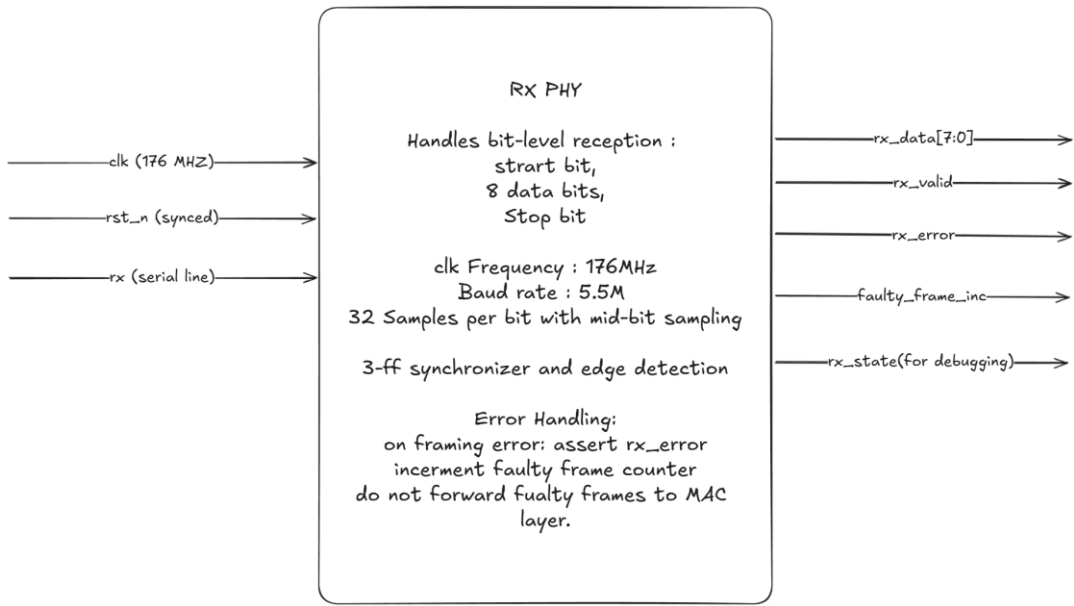 clk (176 MHZ)
rst_n (synced)
rx (serial line)
RX PHY
Handles bit-level reception :
strart bit,
8 data bits,
Stop bit
clk Frequency : 176MHz
Baud rate : 5.5M
32 Samples per bit with mid-bit sampling
3-ff synchronizer and edge detection
Error Handling:
on framing error: assert rx_error
incerment faulty frame counter
do not forward fualty frames to MAC
layer.
rx_data[7:0]
rx_valid
rx_error
faulty_frame_inc
rx_state(for debugging)